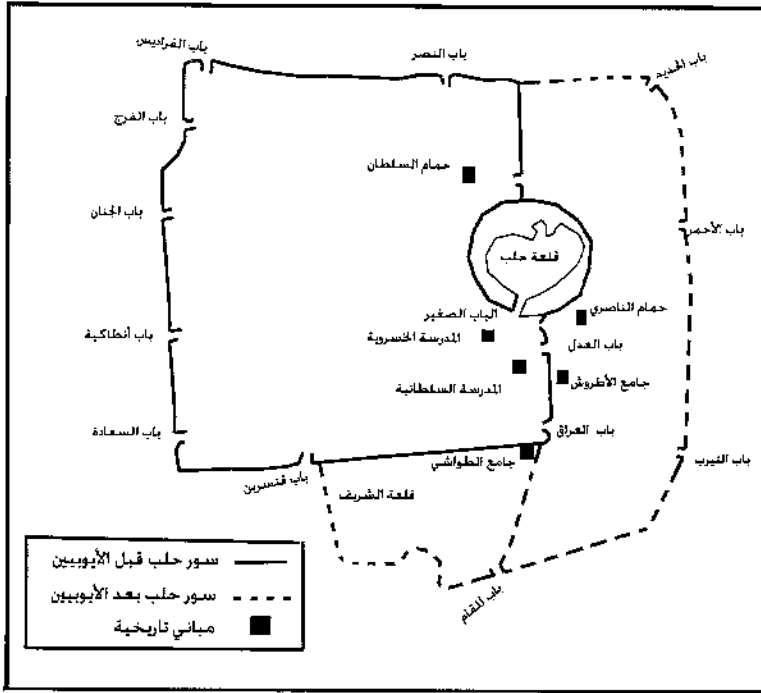 باب الفراديس
باب النصر
باب الحديد
باب الفرج
حمام السلطان
باب الجنان
باب الأحمر
قلعة حلب
الباب الصغير
حمام الناصري
باب أنطاكية
المدرسة الخسروية
باب العدل
المدرسة السلطانية
جامع الأطروش
باب السعادة
باب العراق
جامع الطواشي
باب النيرب
باب قنسرين
قلعة الشريف
باب المقام
سور حلب قبل الأيوبيين
سور حلب بعد الأيوبيين
مباني تاريخية